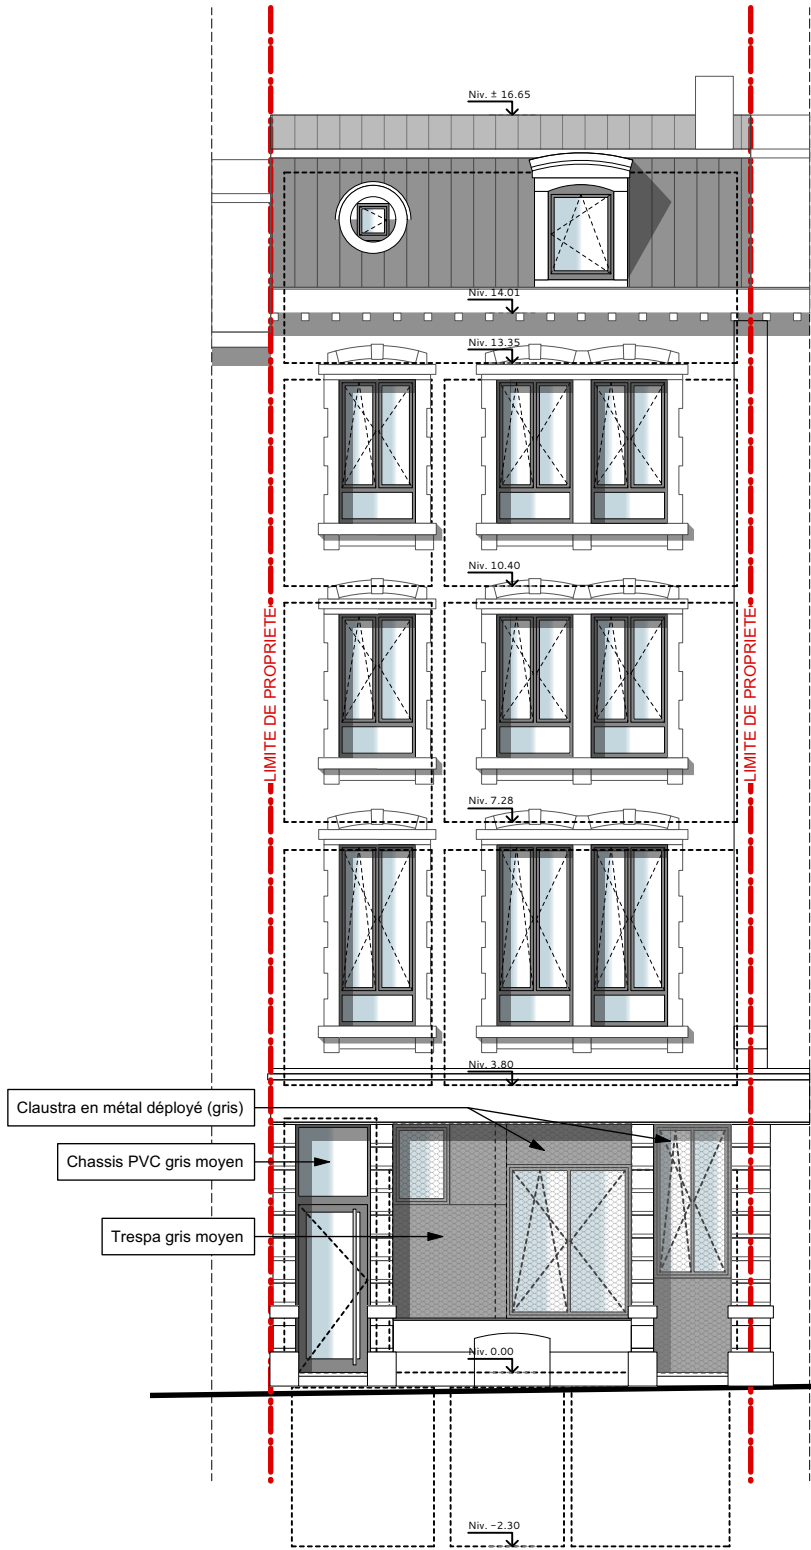 Niv. ± 16.65
Niv. 14.01
Niv. 13.35
Niv. 10.40
LIMITE DE PROPRIETE
LIMITE DE PROPRIETE
Niv. 7.28
Niv. 3.80
Claustra en métal déployé (gris)
Chassis PVC gris moyen
Trespa gris moyen
Niv. 0.00
Niv. -2.30